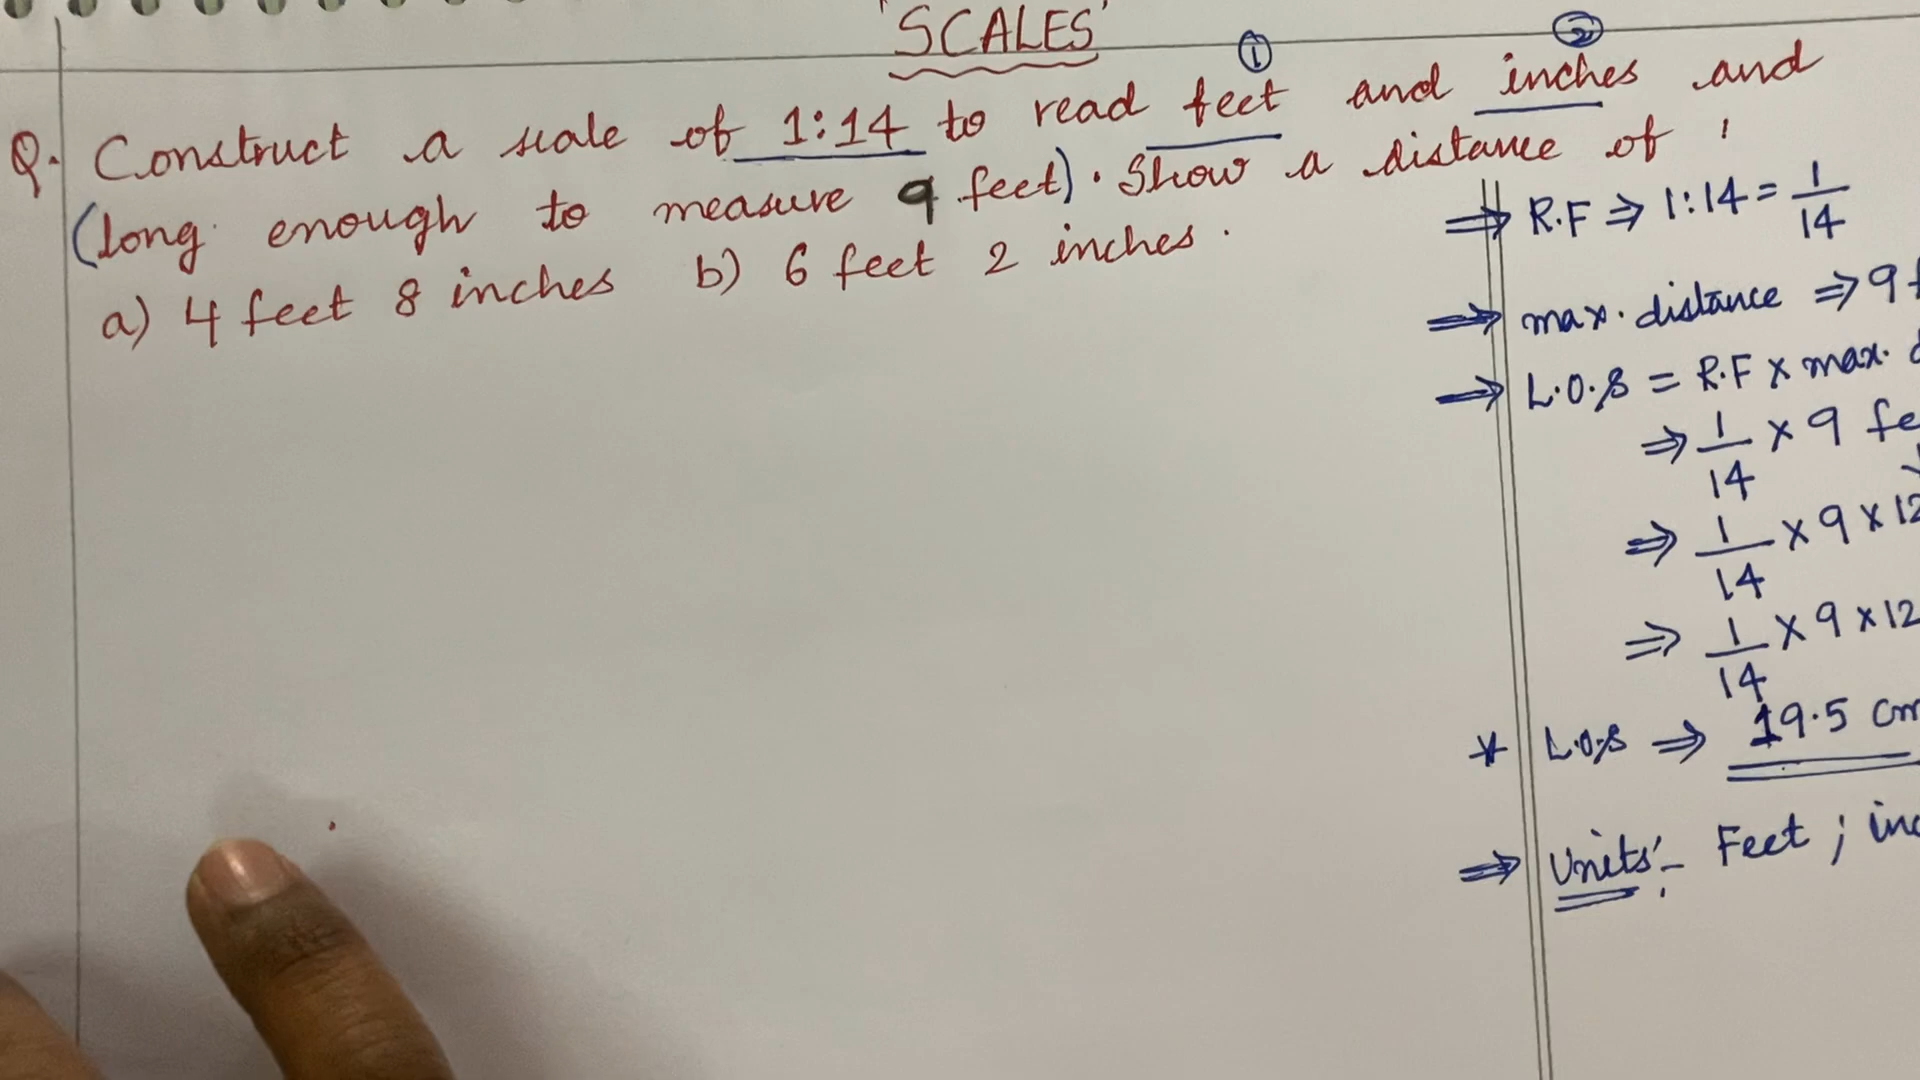 'SCALES'
① ②
Q. Construct a scale of 1:14 to read feet and inches and
(long enough to measure 9 feet). Show a distance of
a) 4 feet 8 inches b) 6 feet 2 inches.
⇒ R.F ⇒ 1:14 = 1/14
⇒ max. distance ⇒ 9
⇒ L.O.S = R.F × max.
⇒ 1/14 × 9 fe
⇒ 1/14 × 9 × 12
⇒ 1/14 × 9 × 12
* L.O.S ⇒ 19.5 cm
⇒ Units:- Feet ; inc